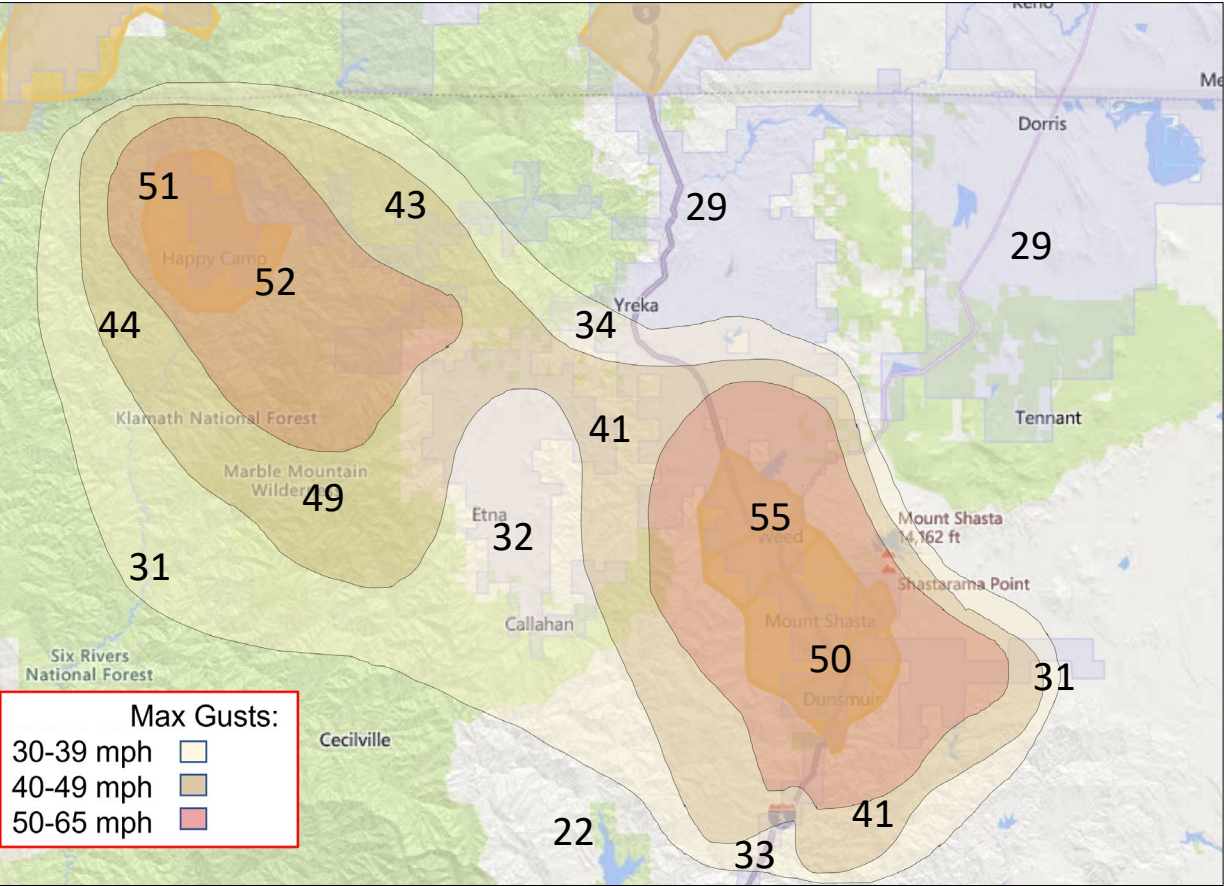 Reno
Me
Dorris
51
43
29
29
Happy Camp
52
Yreka
44
34
Klamath National Forest
41
Tennant
Marble Mountain
49
Etna
32
55
Weed
Mount Shasta
14,162 ft
31
Shastarama Point
Callahan
Mount Shasta
Six Rivers
National Forest
50
31
Dunsmuir
Max Gusts:
30-39 mph
40-49 mph
50-65 mph
Cecilville
22
41
33